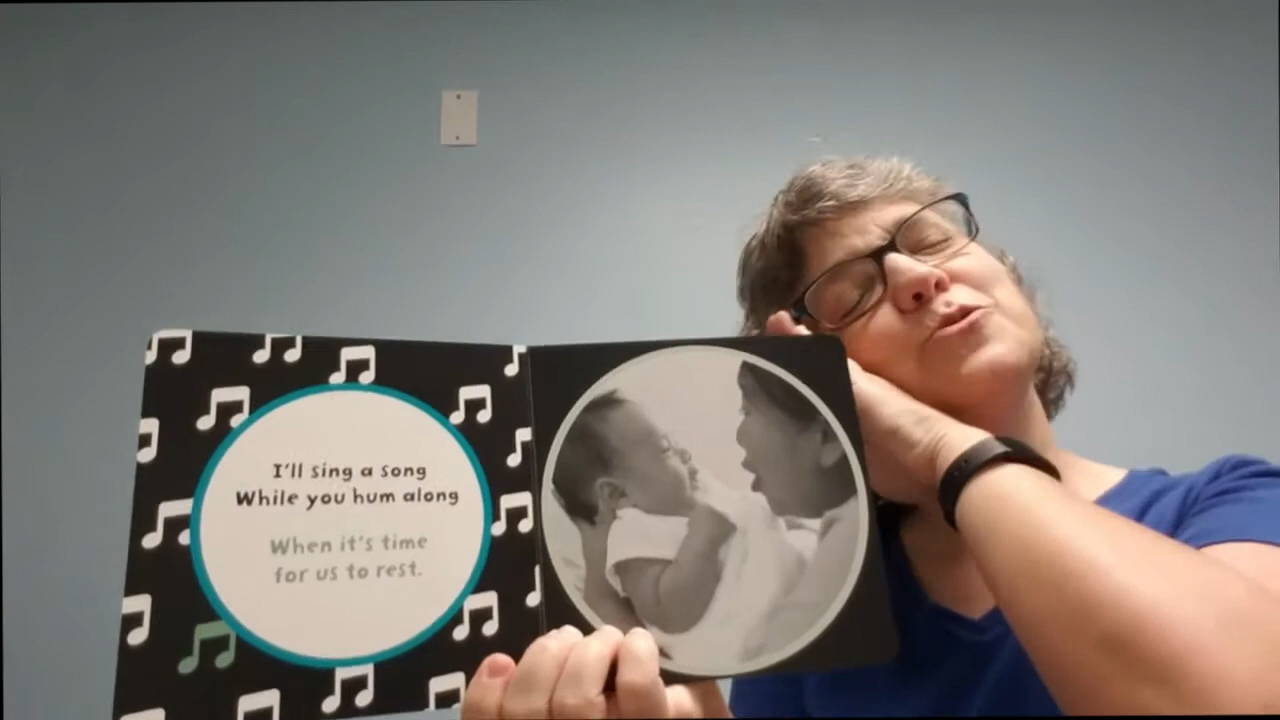 I'll sing a song
While you hum along
When it's time
for us to rest.